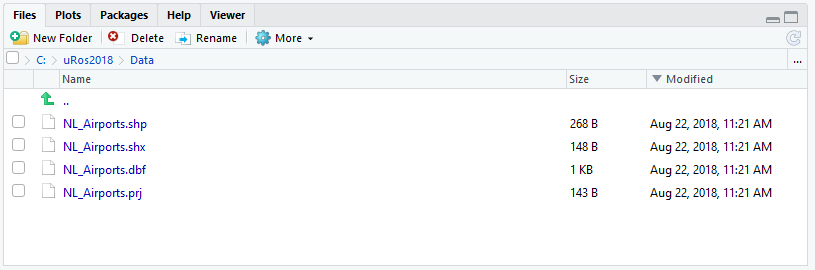 Files Plots Packages Help Viewer
New Folder Delete Rename More
C: uRos2018 Data ...
Name Size Modified
..
NL_Airports.shp 268 B Aug 22, 2018, 11:21 AM
NL_Airports.shx 148 B Aug 22, 2018, 11:21 AM
NL_Airports.dbf 1 KB Aug 22, 2018, 11:21 AM
NL_Airports.prj 143 B Aug 22, 2018, 11:21 AM